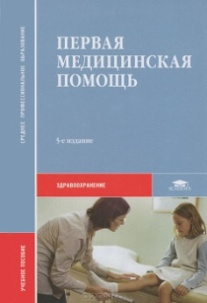 СРЕДНЕЕ ПРОФЕССИОНАЛЬНОЕ ОБРАЗОВАНИЕ
ПЕРВАЯ
МЕДИЦИНСКАЯ
ПОМОЩЬ
5-е издание
ЗДРАВООХРАНЕНИЕ
УЧЕБНОЕ ПОСОБИЕ